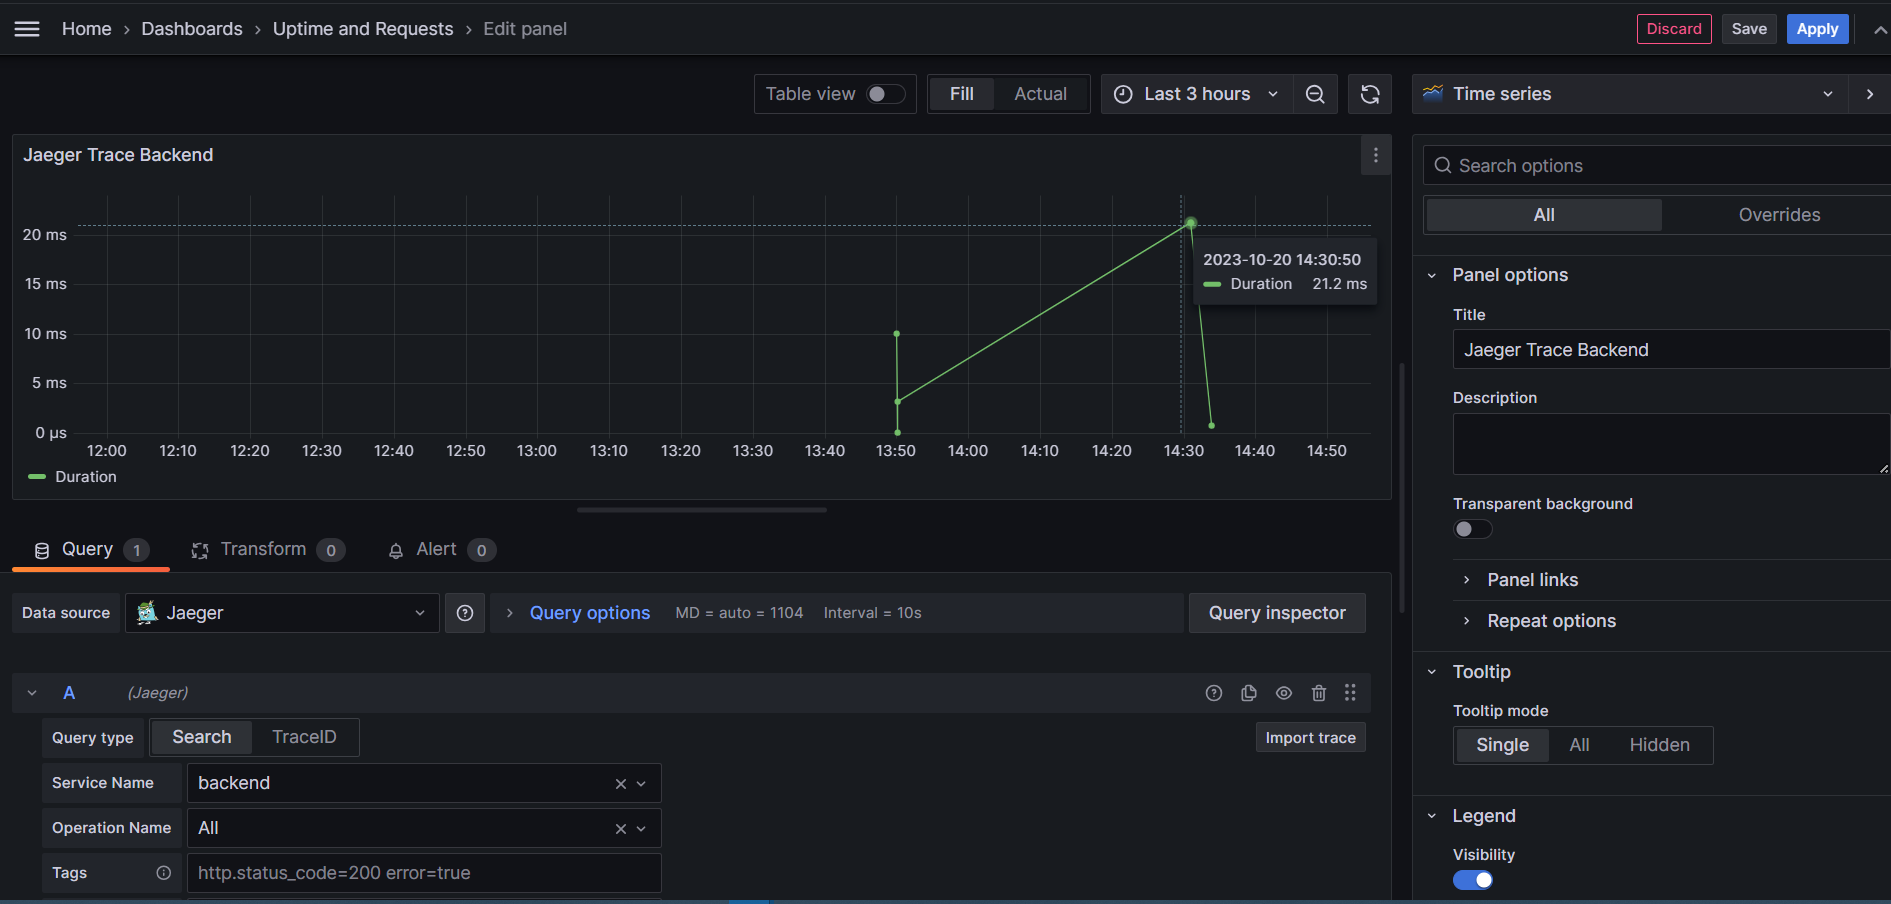 Home › Dashboards › Uptime and Requests › Edit panel
Discard Save Apply
Table view Fill Actual Last 3 hours
Time series
Jaeger Trace Backend
20 ms
15 ms
10 ms
5 ms
0 µs
12:00 12:10 12:20 12:30 12:40 12:50 13:00 13:10 13:20 13:30 13:40 13:50 14:00 14:10 14:20 14:30 14:40 14:50
2023-10-20 14:30:50
Duration 21.2 ms
Duration
Query 1 Transform 0 Alert 0
Data source Jaeger Query options MD = auto = 1104 Interval = 10s Query inspector
A (Jaeger)
Query type Search TraceID Import trace
Service Name backend
Operation Name All
Tags http.status_code=200 error=true
Search options
All Overrides
Panel options
Title
Jaeger Trace Backend
Description
Transparent background
Panel links
Repeat options
Tooltip
Tooltip mode
Single All Hidden
Legend
Visibility